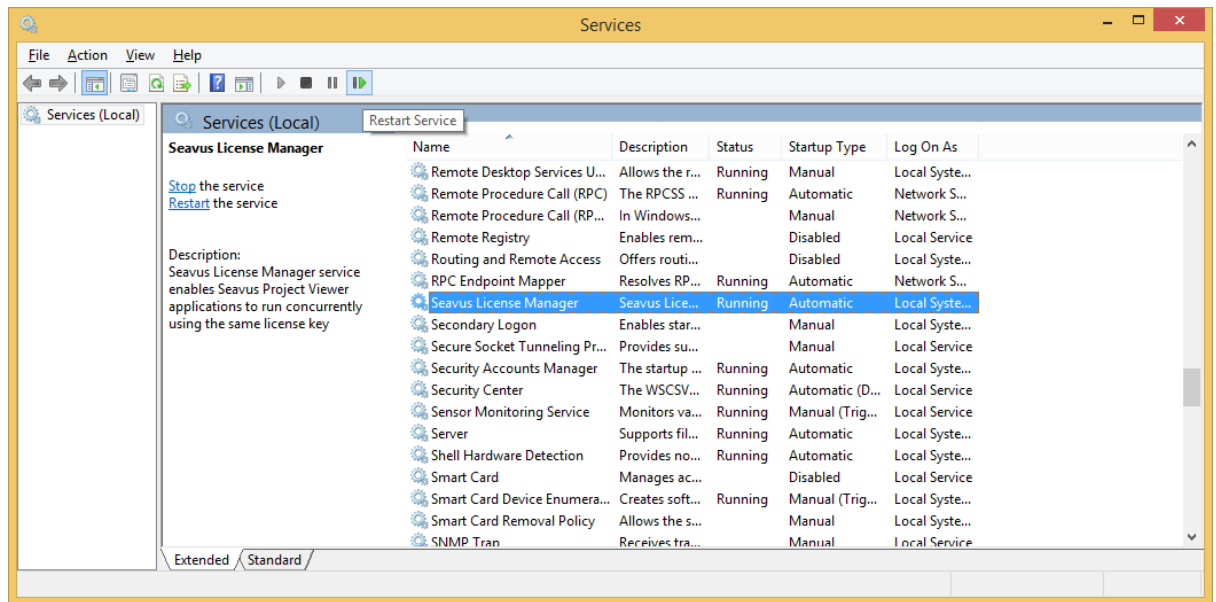 Services
File Action View Help
Services (Local)
Services (Local)
Restart Service
Seavus License Manager
Stop the service
Restart the service
Description:
Seavus License Manager service
enables Seavus Project Viewer
applications to run concurrently
using the same license key
Name Description Status Startup Type Log On As
Remote Desktop Services U... Allows the r... Running Manual Local Syste...
Remote Procedure Call (RPC) The RPCSS ... Running Automatic Network S...
Remote Procedure Call (RP... In Windows... Manual Network S...
Remote Registry Enables rem... Disabled Local Service
Routing and Remote Access Offers routi... Disabled Local Syste...
RPC Endpoint Mapper Resolves RP... Running Automatic Network S...
Seavus License Manager Seavus Lice... Running Automatic Local Syste...
Secondary Logon Enables star... Manual Local Syste...
Secure Socket Tunneling Pr... Provides su... Manual Local Service
Security Accounts Manager The startup ... Running Automatic Local Syste...
Security Center The WSCSV... Running Automatic (D... Local Service
Sensor Monitoring Service Monitors va... Running Manual (Trig... Local Service
Server Supports fil... Running Automatic Local Syste...
Shell Hardware Detection Provides no... Running Automatic Local Syste...
Smart Card Manages ac... Disabled Local Service
Smart Card Device Enumera... Creates soft... Running Manual (Trig... Local Syste...
Smart Card Removal Policy Allows the s... Manual Local Syste...
SNMP Trap Receives tra... Manual Local Service
Extended Standard